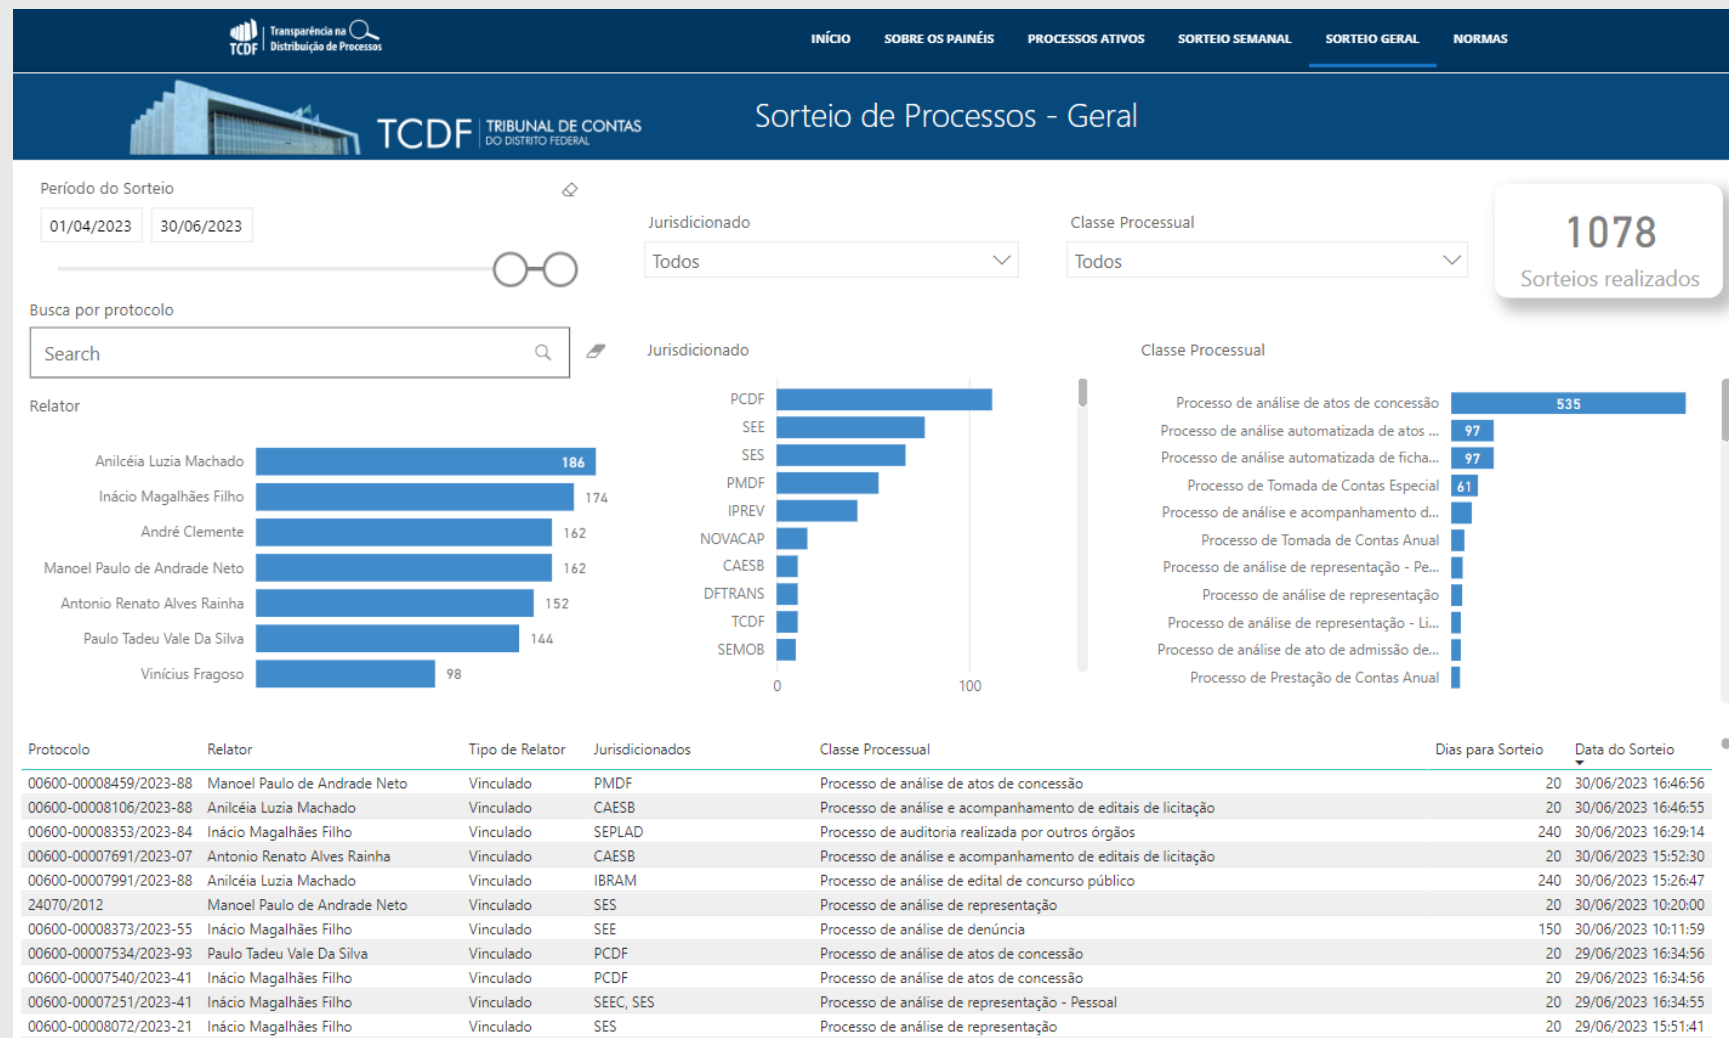 TCDF
Transparência na
Distribuição de Processos
INÍCIO SOBRE OS PAINÉIS PROCESSOS ATIVOS SORTEIO SEMANAL SORTEIO GERAL NORMAS
TCDF TRIBUNAL DE CONTAS
DO DISTRITO FEDERAL
Sorteio de Processos - Geral
Período do Sorteio
01/04/2023 30/06/2023
Jurisdicionado
Todos
Classe Processual
Todos
1078
Sorteios realizados
Busca por protocolo
Search
Relator
Anilcéia Luzia Machado 186
Inácio Magalhães Filho 174
André Clemente 162
Manoel Paulo de Andrade Neto 162
Antonio Renato Alves Rainha 152
Paulo Tadeu Vale Da Silva 144
Vinícius Fragoso 98
Jurisdicionado
PCDF
SEE
SES
PMDF
IPREV
NOVACAP
CAESB
DFTRANS
TCDF
SEMOB
0 100
Classe Processual
Processo de análise de atos de concessão 535
Processo de análise automatizada de atos ... 97
Processo de análise automatizada de ficha... 97
Processo de Tomada de Contas Especial 61
Processo de análise e acompanhamento d...
Processo de Tomada de Contas Anual
Processo de análise de representação - Pe...
Processo de análise de representação
Processo de análise de representação - Li...
Processo de análise de ato de admissão de...
Processo de Prestação de Contas Anual
Protocolo Relator Tipo de Relator Jurisdicionados Classe Processual Dias para Sorteio Data do Sorteio
00600-00008459/2023-88 Manoel Paulo de Andrade Neto Vinculado PMDF Processo de análise de atos de concessão 20 30/06/2023 16:46:56
00600-00008106/2023-88 Anilcéia Luzia Machado Vinculado CAESB Processo de análise e acompanhamento de editais de licitação 20 30/06/2023 16:46:55
00600-00008353/2023-84 Inácio Magalhães Filho Vinculado SEPLAD Processo de auditoria realizada por outros órgãos 240 30/06/2023 16:29:14
00600-00007691/2023-07 Antonio Renato Alves Rainha Vinculado CAESB Processo de análise e acompanhamento de editais de licitação 20 30/06/2023 15:52:30
00600-00007991/2023-88 Anilcéia Luzia Machado Vinculado IBRAM Processo de análise de edital de concurso público 240 30/06/2023 15:26:47
24070/2012 Manoel Paulo de Andrade Neto Vinculado SES Processo de análise de representação 20 30/06/2023 10:20:00
00600-00008373/2023-55 Inácio Magalhães Filho Vinculado SEE Processo de análise de denúncia 150 30/06/2023 10:11:59
00600-00007534/2023-93 Paulo Tadeu Vale Da Silva Vinculado PCDF Processo de análise de atos de concessão 20 29/06/2023 16:34:56
00600-00007540/2023-41 Inácio Magalhães Filho Vinculado PCDF Processo de análise de atos de concessão 20 29/06/2023 16:34:56
00600-00007251/2023-41 Inácio Magalhães Filho Vinculado SEEC, SES Processo de análise de representação - Pessoal 20 29/06/2023 16:34:55
00600-00008072/2023-21 Inácio Magalhães Filho Vinculado SES Processo de análise de representação 20 29/06/2023 15:51:41